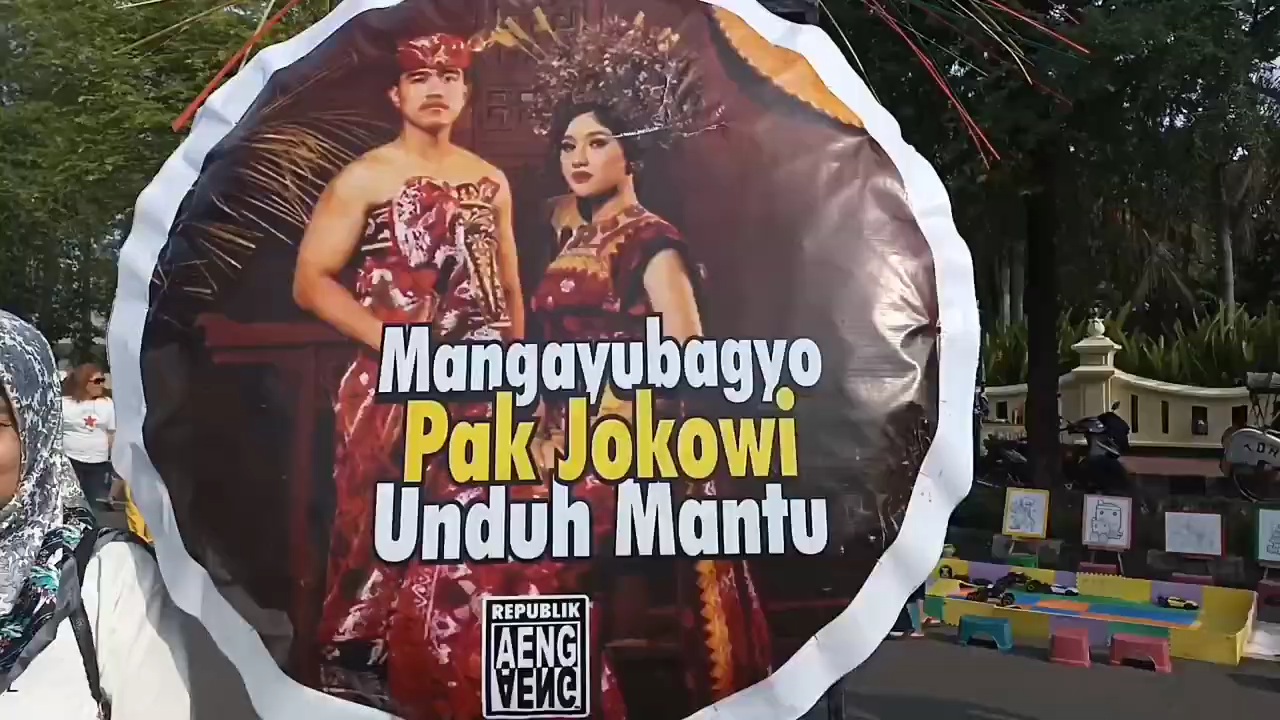 Mangayubagyo
Pak Jokowi
Unduh Mantu
REPUBLIK
AENG
AENG